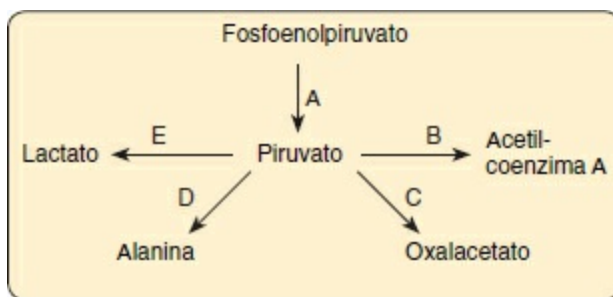 Fosfoenolpiruvato
A
Lactato
E
Piruvato
B
Acetil-
coenzima A
D
C
Alanina
Oxalacetato